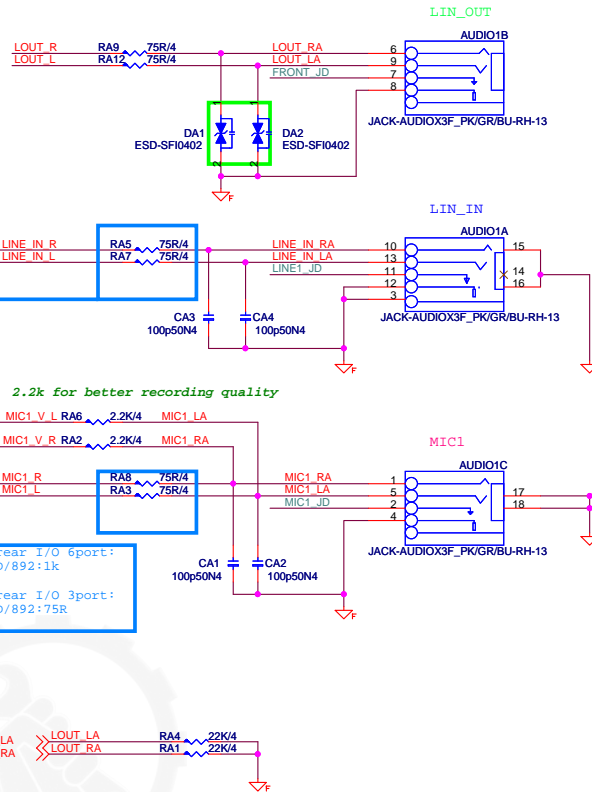 LIN_OUT
AUDIO1B
LOUT_R RA9 75R/4 LOUT_RA 6
LOUT_L RA12 75R/4 LOUT_LA 9
FRONT_JD 7
8
JACK-AUDIOX3F_PK/GR/BU-RH-13
1 1
DA1 DA2
ESD-SFI0402 ESD-SFI0402
2 2
F
LIN_IN
AUDIO1A
LINE_IN_R RA5 75R/4 LINE_IN_RA 10 15
LINE_IN_L RA7 75R/4 LINE_IN_LA 13
LINE1_JD 11 14
12 16
3
JACK-AUDIOX3F_PK/GR/BU-RH-13
CA3 CA4
100p50N4 100p50N4
F
2.2k for better recording quality
MIC1_V_L RA6 2.2K/4 MIC1_LA
MIC1_V_R RA2 2.2K/4 MIC1_RA
MIC1
AUDIO1C
MIC1_R RA8 75R/4 MIC1_RA 1
MIC1_L RA3 75R/4 MIC1_LA 5 17
MIC1_JD 2 18
4
JACK-AUDIOX3F_PK/GR/BU-RH-13
rear I/O 6port:
D/892:1k
CA1 CA2
100p50N4 100p50N4
rear I/O 3port:
D/892:75R
F
LA LOUT_LA RA4 22K/4
RA LOUT_RA RA1 22K/4
F